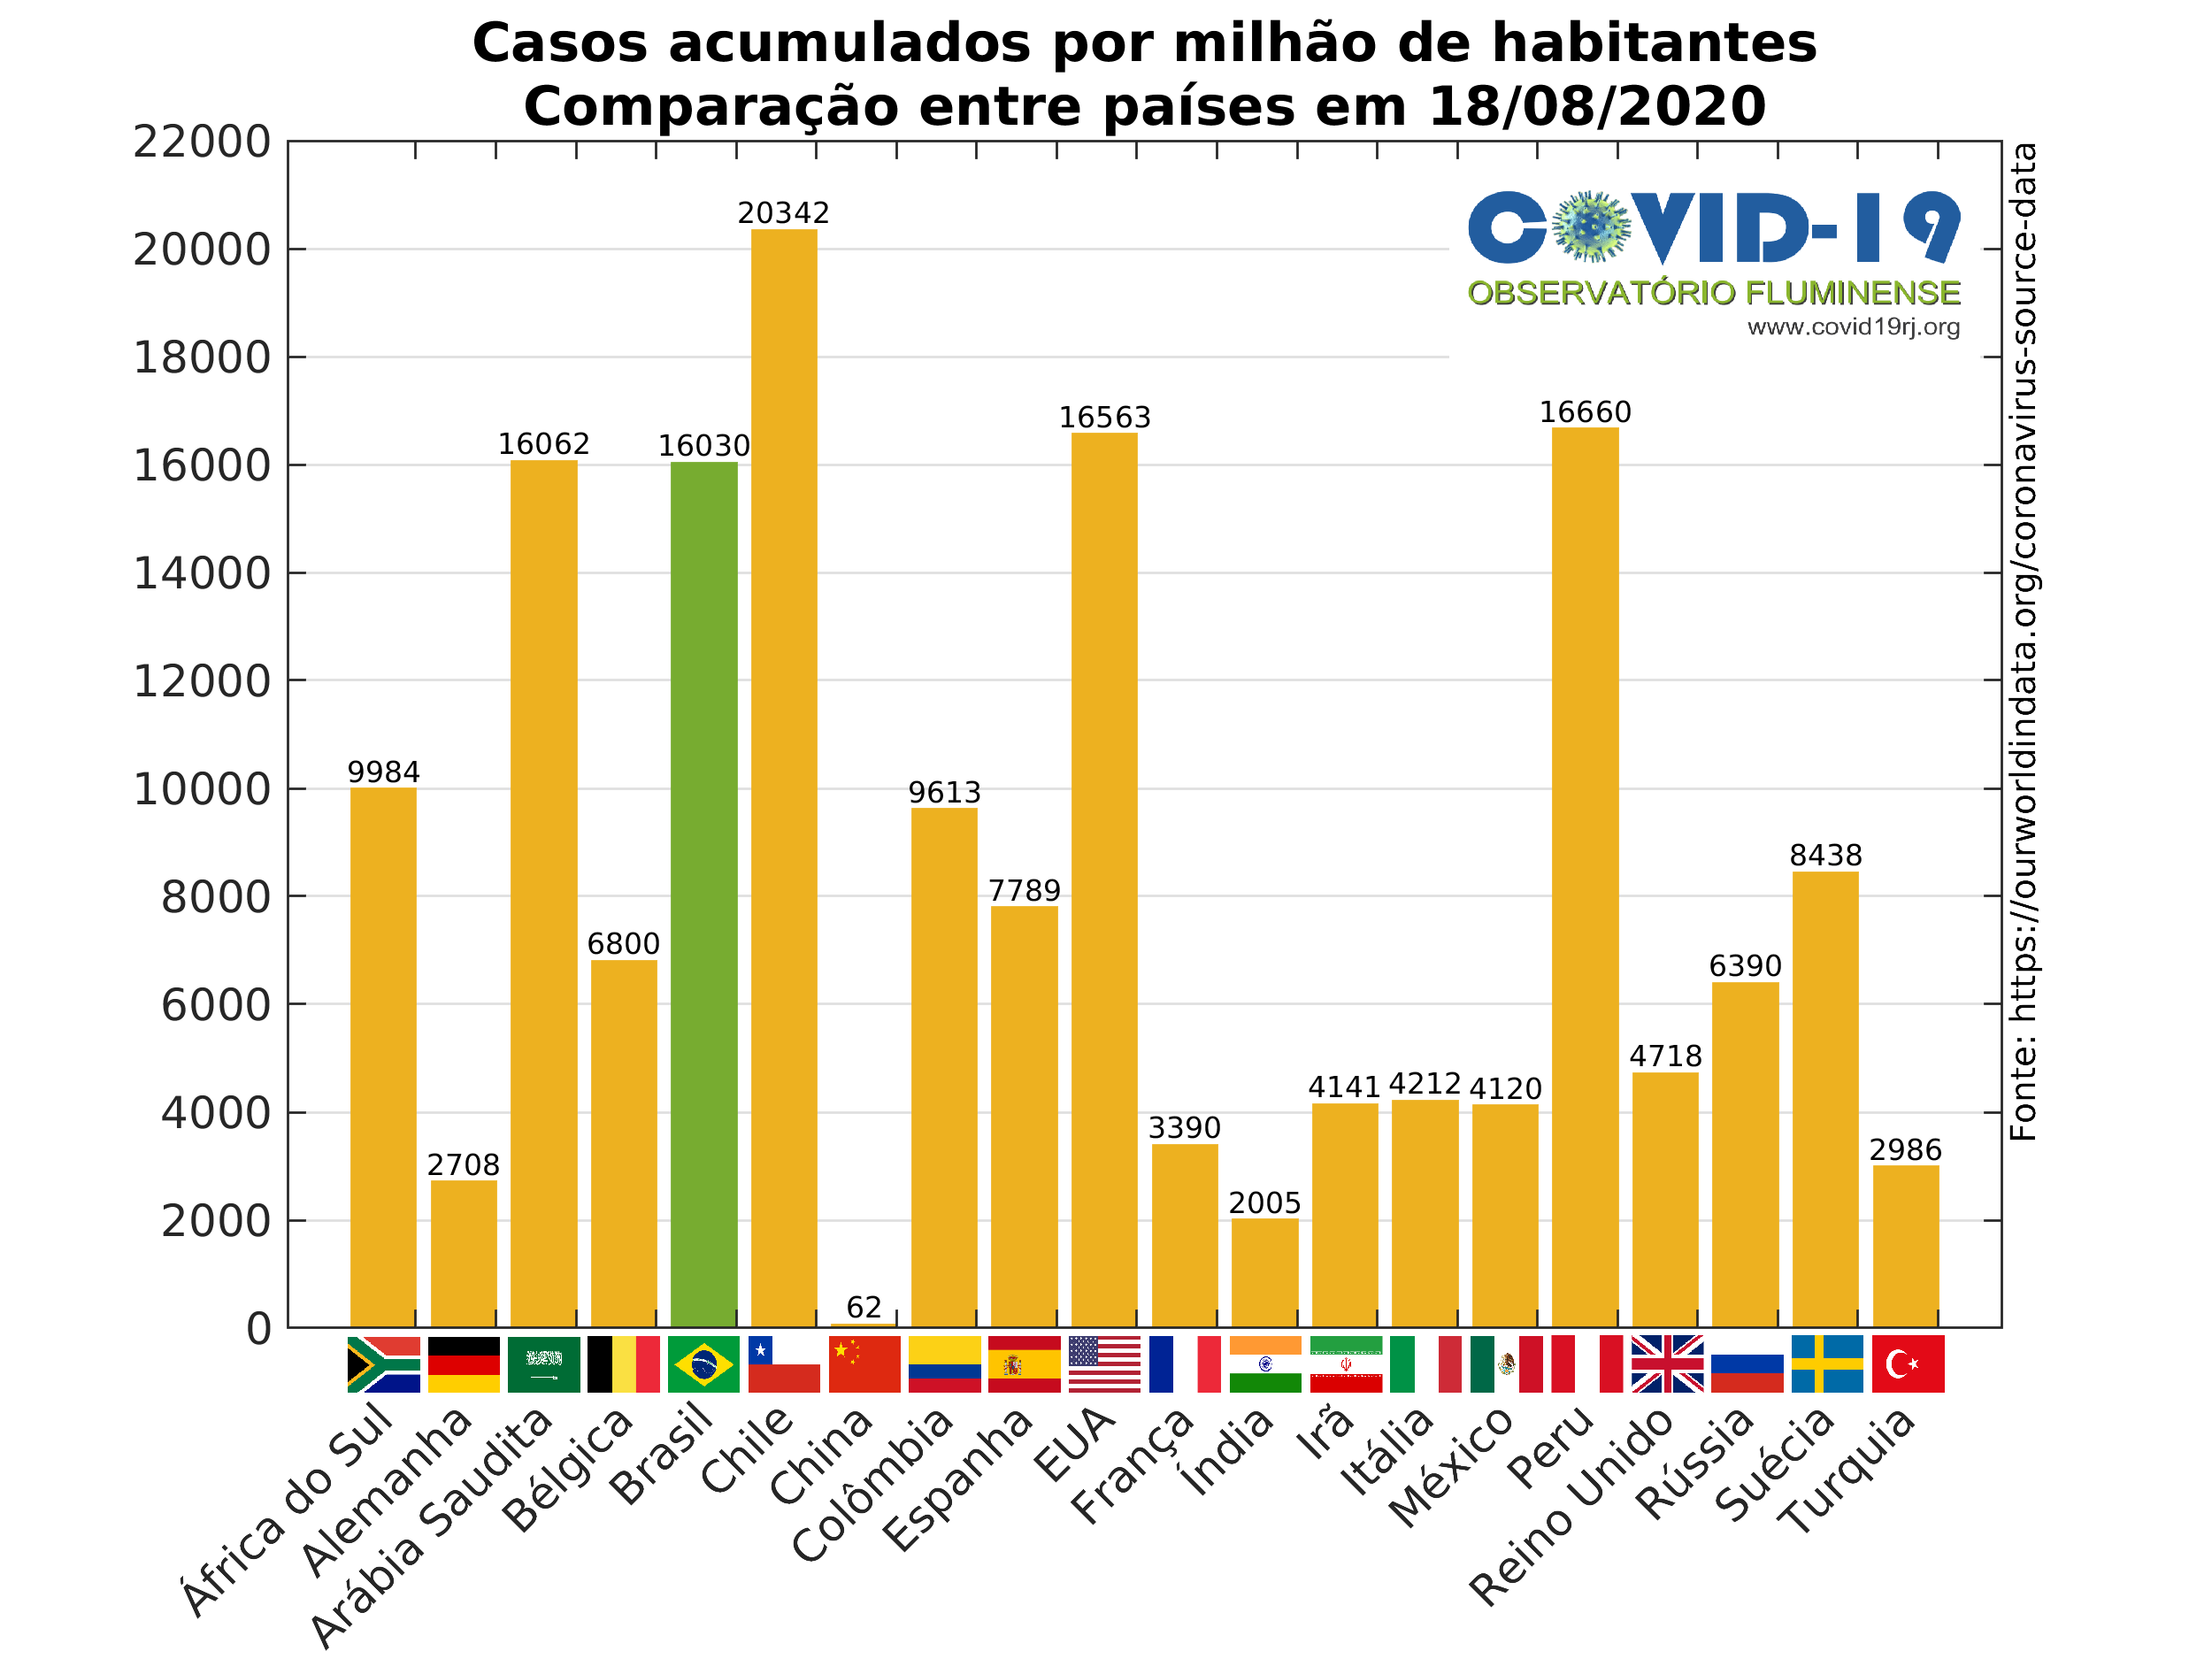 Casos acumulados por milhão de habitantes
Comparação entre países em 18/08/2020
22000
20000
18000
16000
14000
12000
10000
8000
6000
4000
2000
0
9984
2708
16062
6800
16030
20342
62
9613
7789
16563
3390
2005
4141
4212
4120
16660
4718
6390
8438
2986
COVID-19
OBSERVATÓRIO FLUMINENSE
www.covid19rj.org
Fonte: https://ourworldindata.org/coronavirus-source-data
África do Sul
Alemanha
Arábia Saudita
Bélgica
Brasil
Chile
China
Colômbia
Espanha
EUA
França
Índia
Irã
Itália
México
Peru
Reino Unido
Rússia
Suécia
Turquia